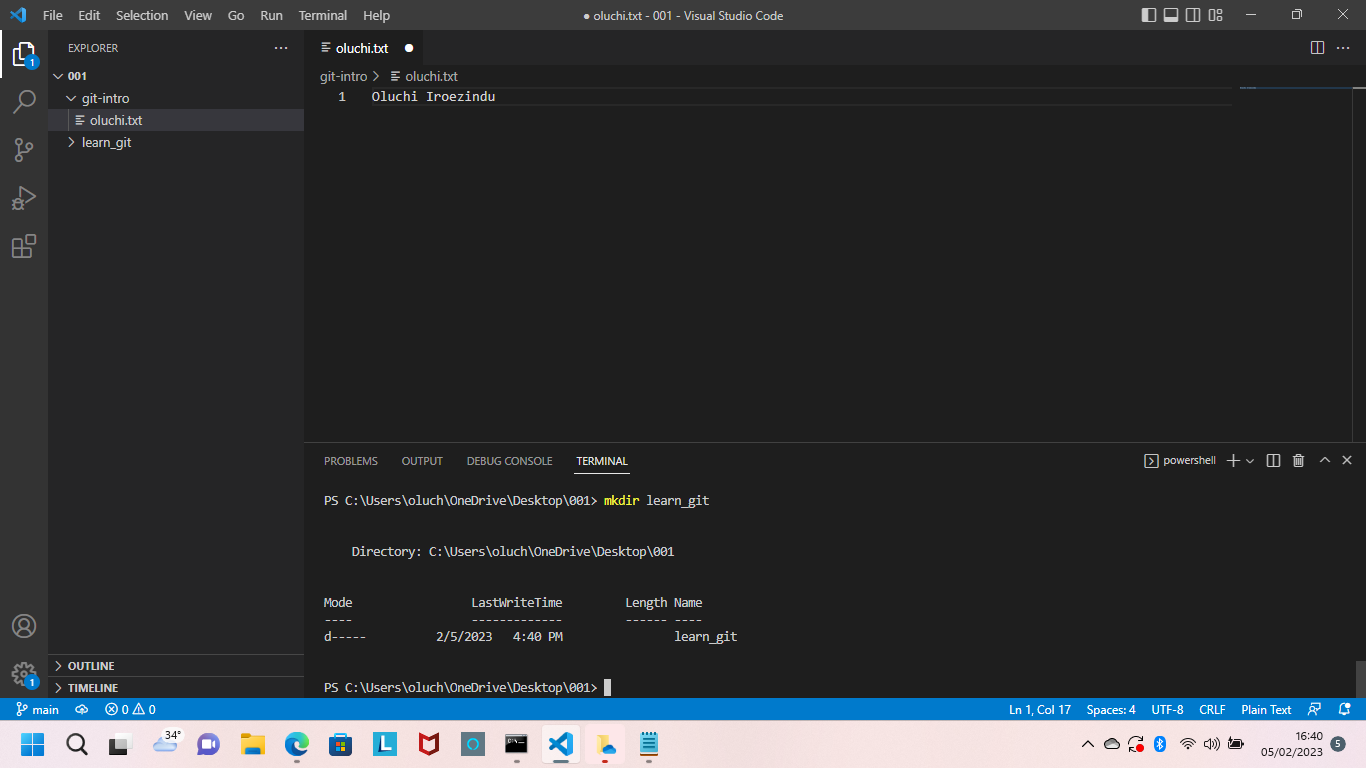 File Edit Selection View Go Run Terminal Help
● oluchi.txt - 001 - Visual Studio Code
1
EXPLORER
001
git-intro
oluchi.txt
learn_git
OUTLINE
TIMELINE
1
oluchi.txt
git-intro > oluchi.txt
1 Oluchi Iroezindu
PROBLEMS OUTPUT DEBUG CONSOLE TERMINAL
powershell
PS C:\Users\oluch\OneDrive\Desktop\001> mkdir learn_git
Directory: C:\Users\oluch\OneDrive\Desktop\001
Mode LastWriteTime Length Name
---- ------------- ------ ----
d----- 2/5/2023 4:40 PM learn_git
PS C:\Users\oluch\OneDrive\Desktop\001>
main 0 0 Ln 1, Col 17 Spaces: 4 UTF-8 CRLF Plain Text
34°
L
16:40
05/02/2023
5